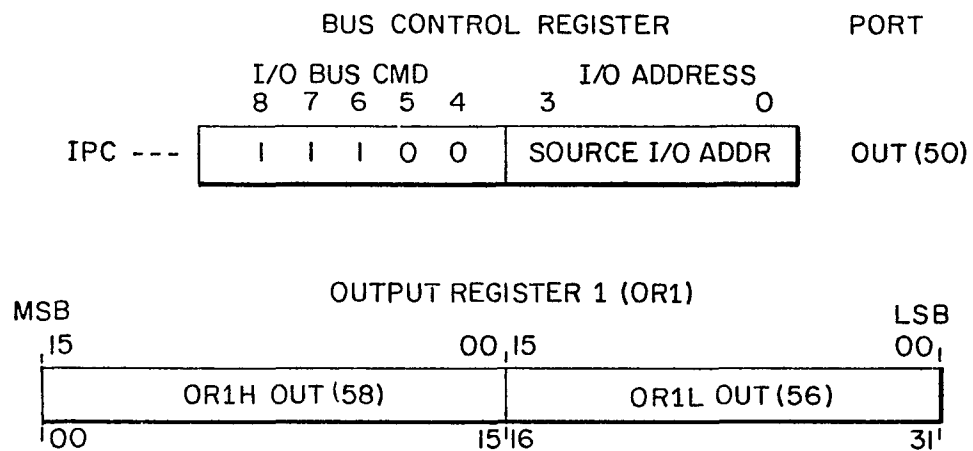 BUS CONTROL REGISTER PORT
I/O BUS CMD I/O ADDRESS
8 7 6 5 4 3 0
IPC --- 1 1 1 0 0 SOURCE I/O ADDR OUT (50)
OUTPUT REGISTER 1 (OR1)
MSB LSB
15 00 15 00
OR1H OUT (58) OR1L OUT (56)
00 15 16 31